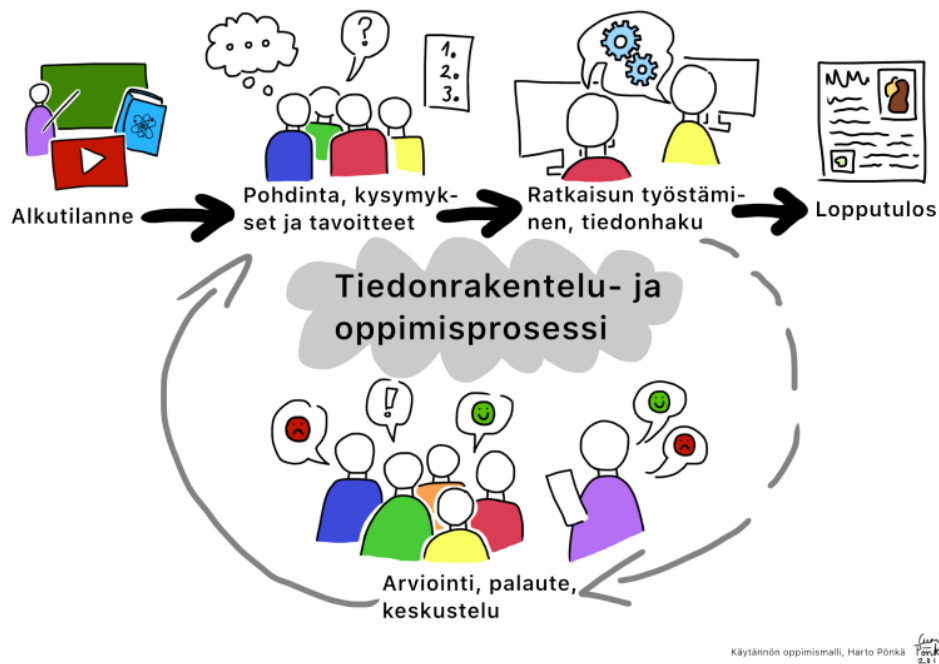 ?
1.
2.
3.
Alkutilanne
Pohdinta, kysymyk-
set ja tavoitteet
Ratkaisun työstämi-
nen, tiedonhaku
Lopputulos
Tiedonrakentelu- ja
oppimisprosessi
!
Arviointi, palaute,
keskustelu
Käytännön oppimismalli, Harto Pönkä